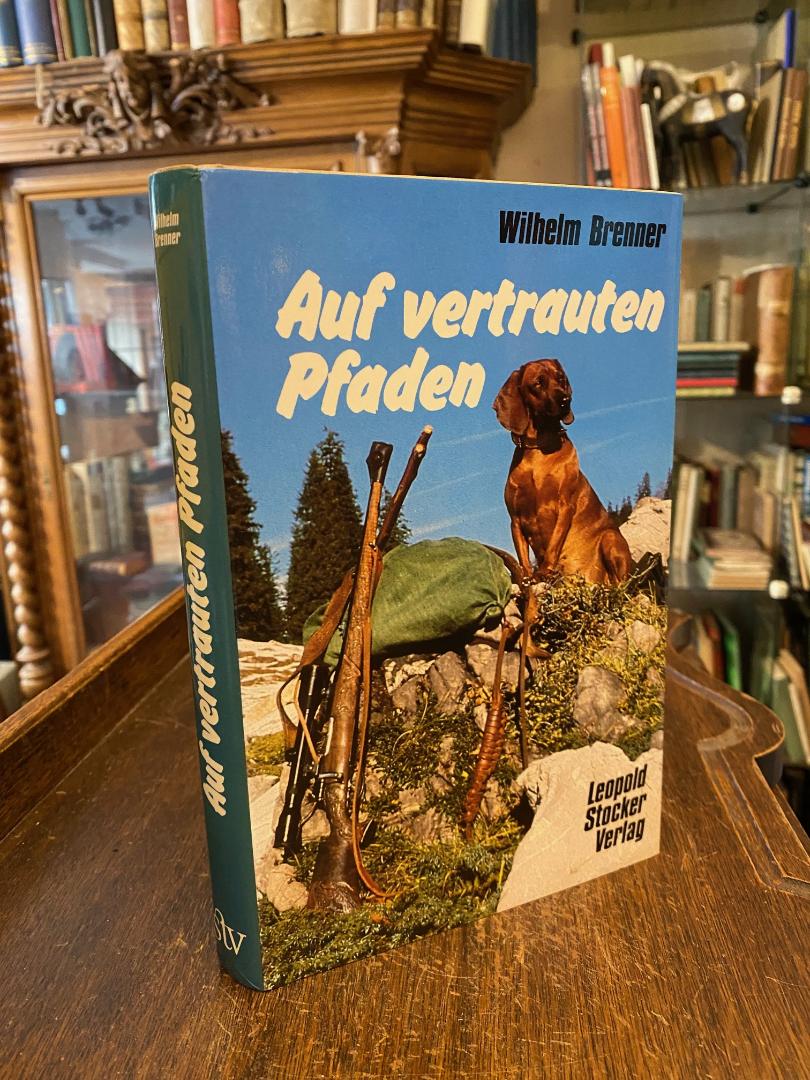 Wilhelm Brenner
Auf vertrauten
Pfaden
Leopold
Stocker
Verlag
Wilhelm
Brenner
Auf vertrauten Pfaden
stv